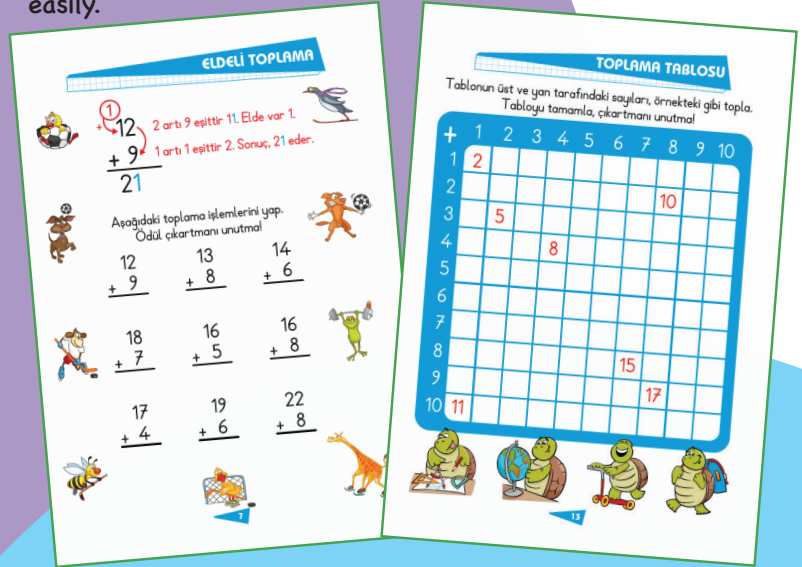 easily.
ELDELİ TOPLAMA
1
+
12
2 artı 9 eşittir 11. Elde var 1.
+ 9
1 artı 1 eşittir 2. Sonuç, 21 eder.
21
Aşağıdaki toplama işlemlerini yap.
Ödül çıkartmanı unutma!
12 13 14
+ 9 + 8 + 6
18 16 16
+ 7 + 5 + 8
17 19 22
+ 4 + 6 + 8
7
TOPLAMA TABLOSU
Tablonun üst ve yan tarafındaki sayıları, örnekteki gibi topla.
Tabloyu tamamla, çıkartmanı unutma!
+ 1 2 3 4 5 6 7 8 9 10
1 2
2 10
3 5
4 8
5
6
7
8 15
9 17
10 11
13